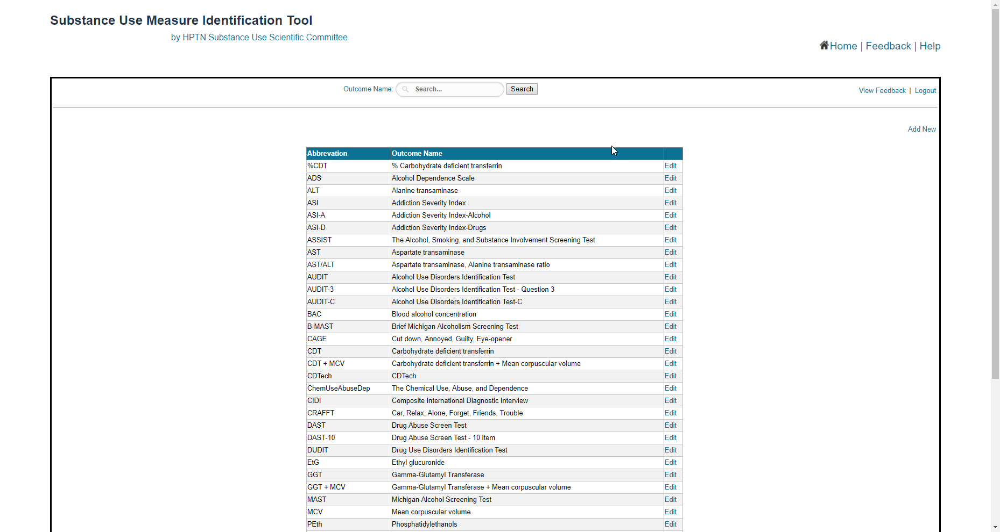 Substance Use Measure Identification Tool
by HPTN Substance Use Scientific Committee
Home | Feedback | Help
Outcome Name: Search... Search View Feedback | Logout
Add New
Abbrevation Outcome Name
%CDT % Carbohydrate deficient transferrin Edit
ADS Alcohol Dependence Scale Edit
ALT Alanine transaminase Edit
ASI Addiction Severity Index Edit
ASI-A Addiction Severity Index-Alcohol Edit
ASI-D Addiction Severity Index-Drugs Edit
ASSIST The Alcohol, Smoking, and Substance Involvement Screening Test Edit
AST Aspartate transaminase Edit
AST/ALT Aspartate transaminase, Alanine transaminase ratio Edit
AUDIT Alcohol Use Disorders Identification Test Edit
AUDIT-3 Alcohol Use Disorders Identification Test - Question 3 Edit
AUDIT-C Alcohol Use Disorders Identification Test-C Edit
BAC Blood alcohol concentration Edit
B-MAST Brief Michigan Alcoholism Screening Test Edit
CAGE Cut down, Annoyed, Guilty, Eye-opener Edit
CDT Carbohydrate deficient transferrin Edit
CDT + MCV Carbohydrate deficient transferrin + Mean corpuscular volume Edit
CDTech CDTech Edit
ChemUseAbuseDep The Chemical Use, Abuse, and Dependence Edit
CIDI Composite International Diagnostic Interview Edit
CRAFFT Car, Relax, Alone, Forget, Friends, Trouble Edit
DAST Drug Abuse Screen Test Edit
DAST-10 Drug Abuse Screen Test - 10 item Edit
DUDIT Drug Use Disorders Identification Test Edit
EtG Ethyl glucuronide Edit
GGT Gamma-Glutamyl Transferase Edit
GGT + MCV Gamma-Glutamyl Transferase + Mean corpuscular volume Edit
MAST Michigan Alcohol Screening Test Edit
MCV Mean corpuscular volume Edit
PEth Phosphatidylethanols Edit